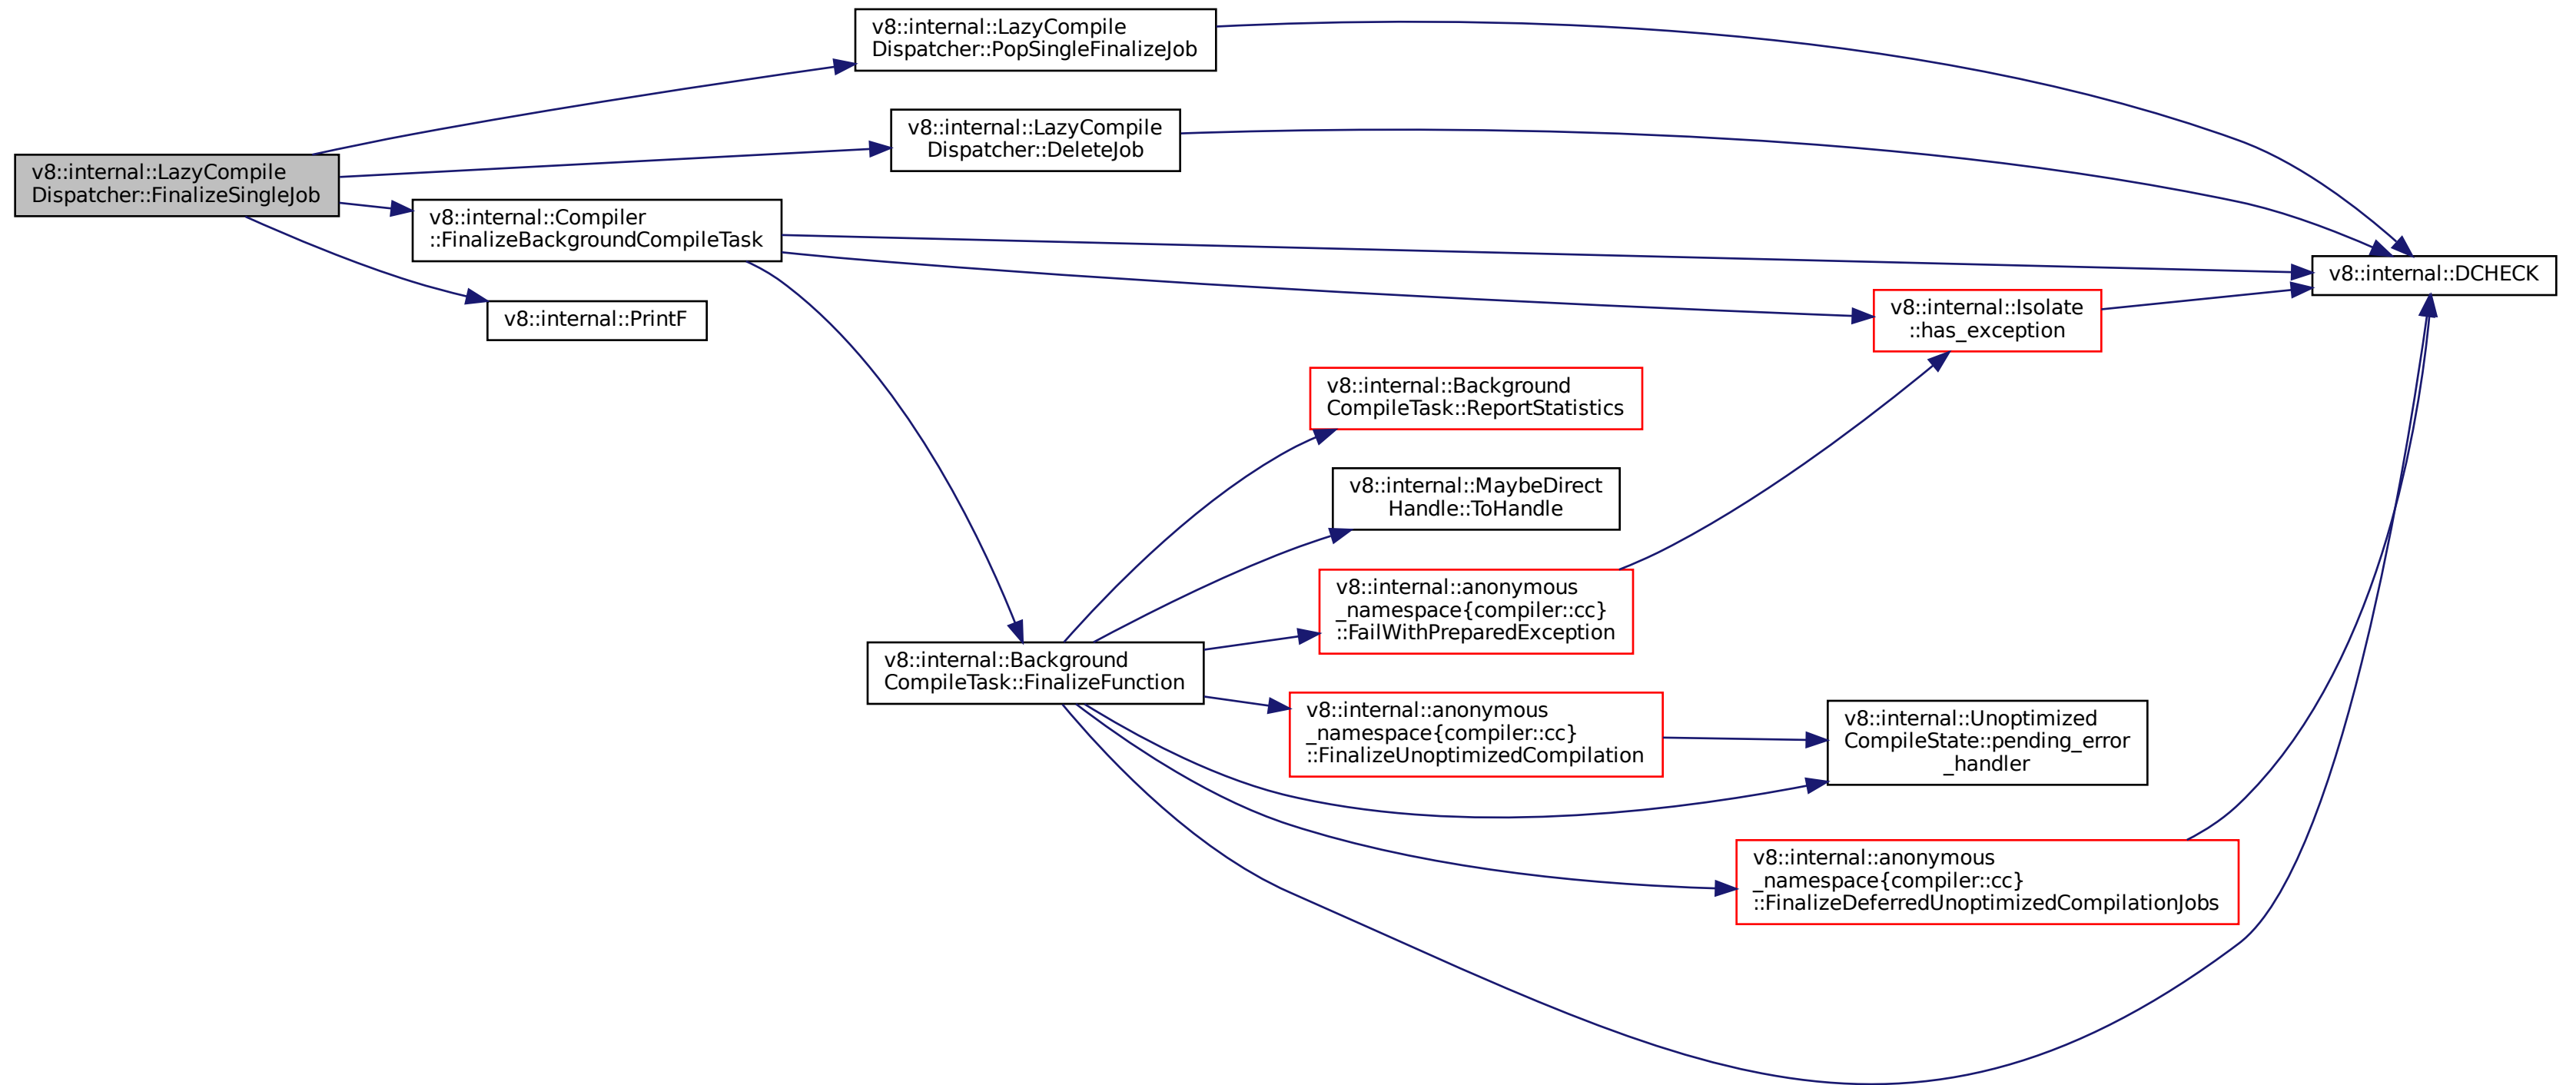 v8::internal::LazyCompile
Dispatcher::FinalizeSingleJob
v8::internal::LazyCompile
Dispatcher::PopSingleFinalizeJob
v8::internal::LazyCompile
Dispatcher::DeleteJob
v8::internal::Compiler
::FinalizeBackgroundCompileTask
v8::internal::PrintF
v8::internal::DCHECK
v8::internal::Isolate
::has_exception
v8::internal::Background
CompileTask::ReportStatistics
v8::internal::MaybeDirect
Handle::ToHandle
v8::internal::anonymous
_namespace{compiler::cc}
::FailWithPreparedException
v8::internal::Background
CompileTask::FinalizeFunction
v8::internal::anonymous
_namespace{compiler::cc}
::FinalizeUnoptimizedCompilation
v8::internal::Unoptimized
CompileState::pending_error
_handler
v8::internal::anonymous
_namespace{compiler::cc}
::FinalizeDeferredUnoptimizedCompilationJobs